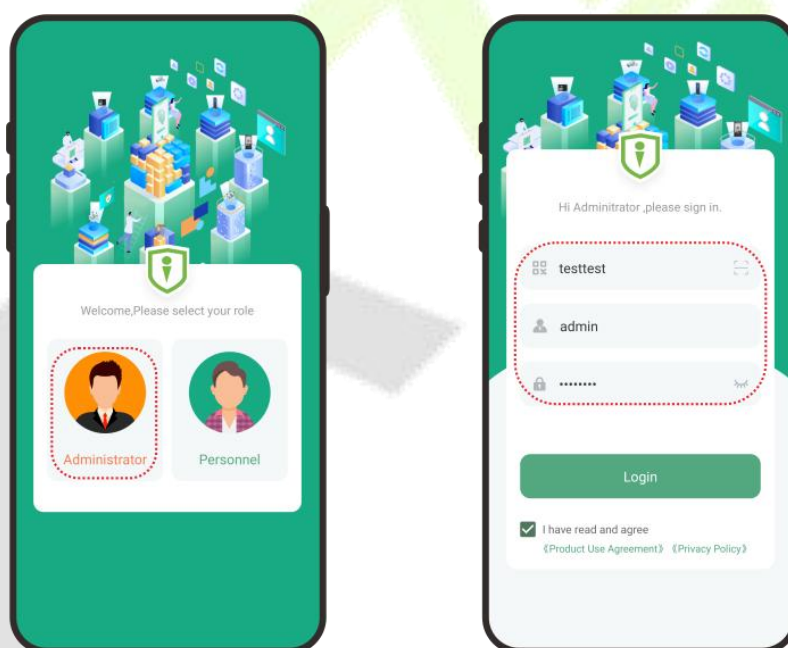 Welcome,Please select your role
Administrator
Personnel
Hi Adminitrator ,please sign in.
testtest
admin
••••••••
Login
I have read and agree
《Product Use Agreement》 《Privacy Policy》